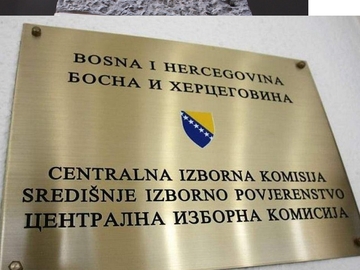 BOSNA I HERCEGOVINA
БОСНА И ХЕРЦЕГОВИНА
CENTRALNA IZBORNA KOMISIJA
SREDIŠNJE IZBORNO POVJERENSTVO
ЦЕНТРАЛНА ИЗБОРНА КОМИСИЈА